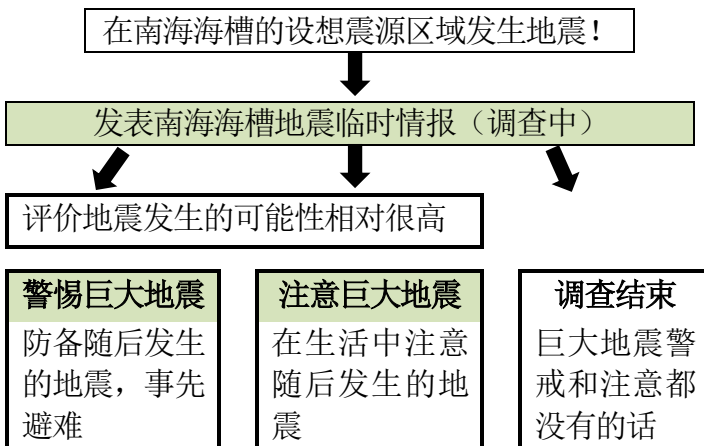 在南海海槽的设想震源区域发生地震！
发表南海海槽地震临时情报（调查中）
评价地震发生的可能性相对很高
警惕巨大地震
防备随后发生
的地震，事先
避难
注意巨大地震
在生活中注意
随后发生的地
震
调查结束
巨大地震警
戒和注意都
没有的话